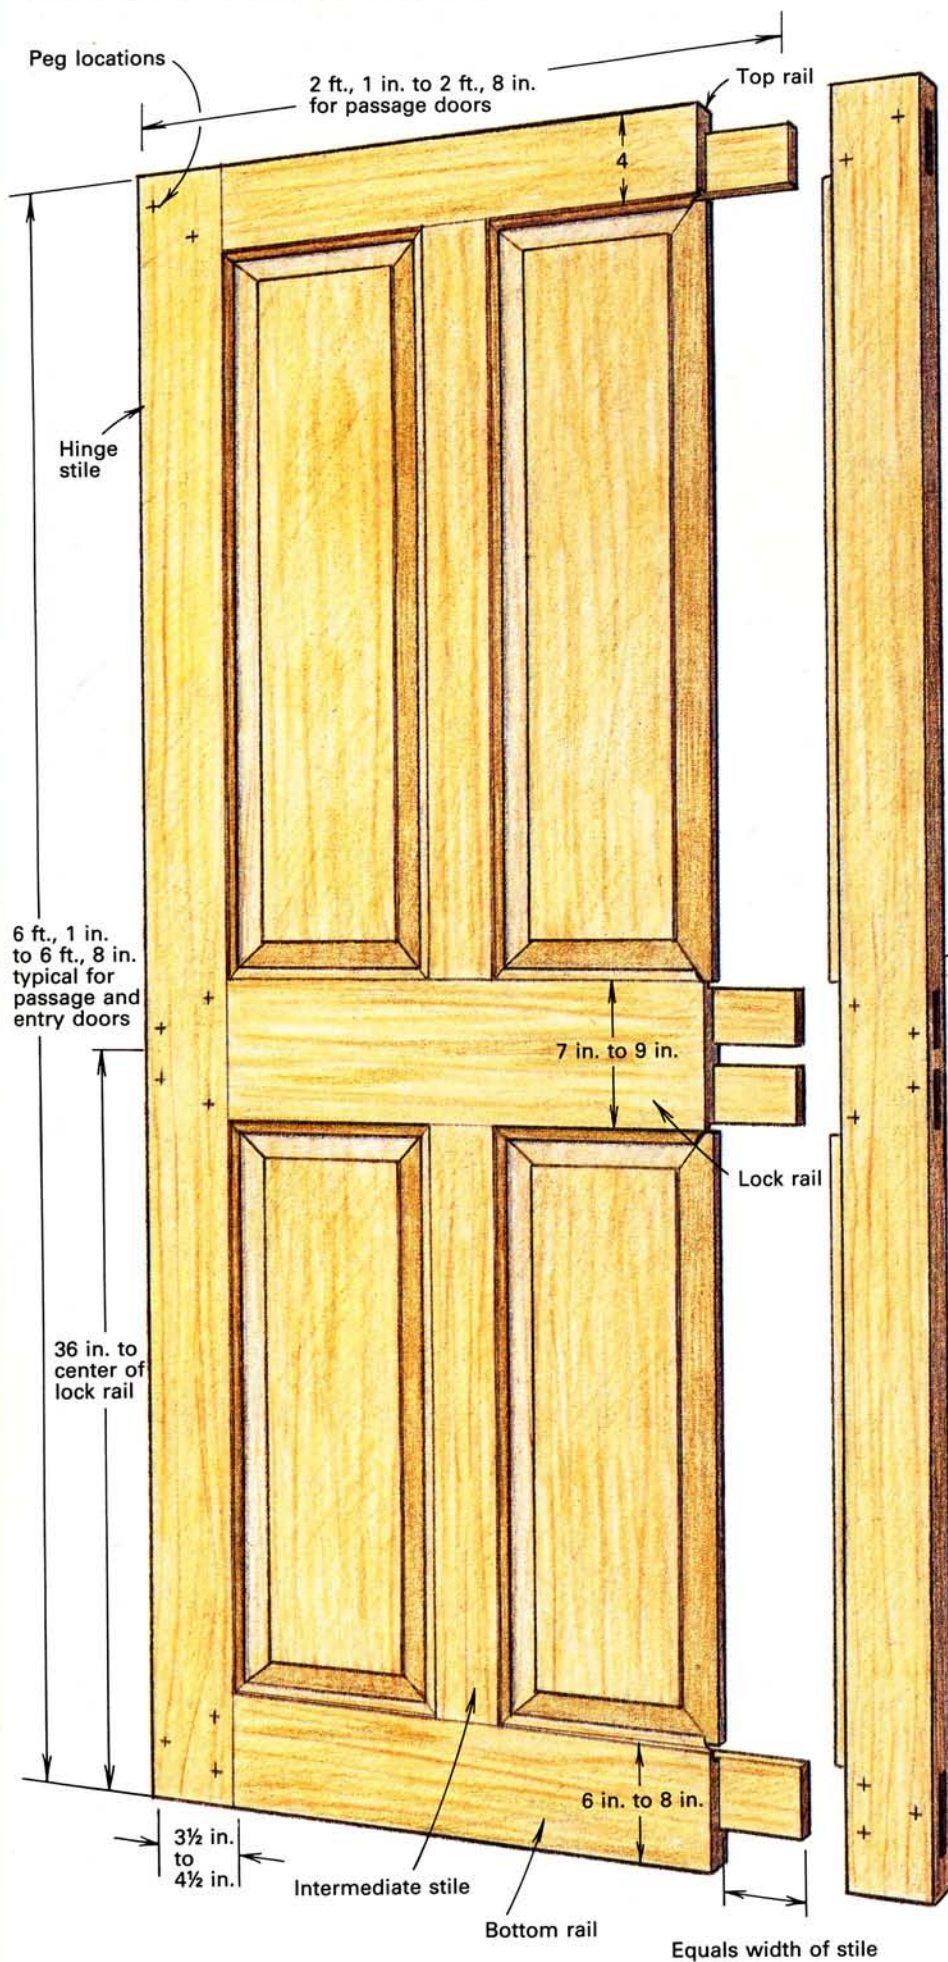 Peg locations
2 ft., 1 in. to 2 ft., 8 in.
for passage doors
Top rail
4
Hinge
stile
6 ft., 1 in.
to 6 ft., 8 in.
typical for
passage and
entry doors
7 in. to 9 in.
Lock rail
36 in. to
center of
lock rail
6 in. to 8 in.
3½ in.
to
4½ in.
Intermediate stile
Bottom rail
Equals width of stile